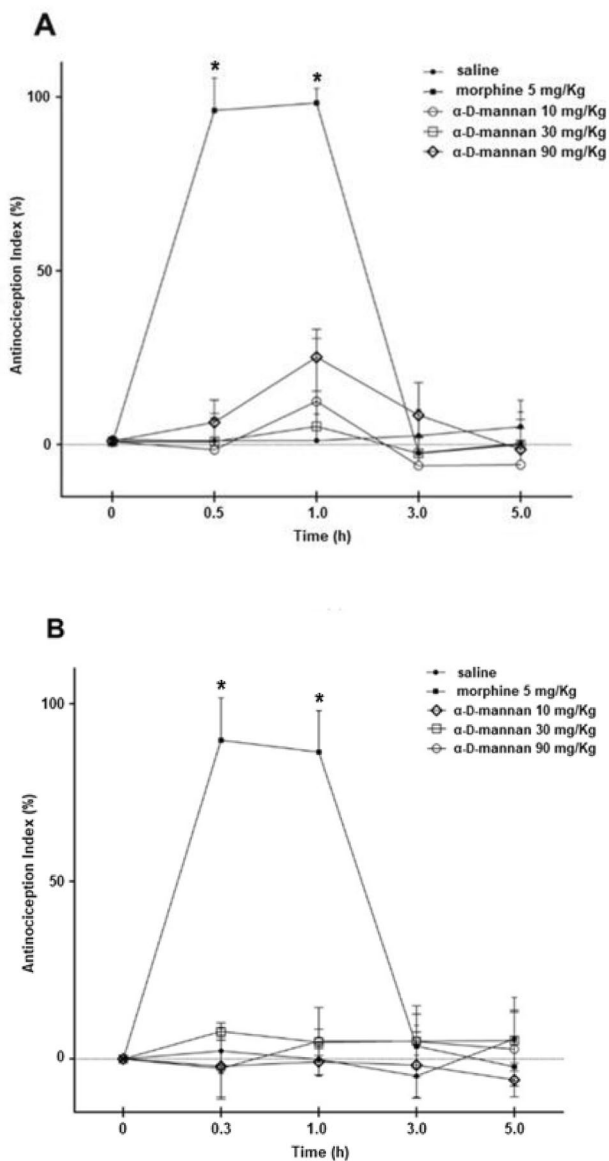 A
*
*
saline
morphine 5 mg/Kg
α-D-mannan 10 mg/Kg
α-D-mannan 30 mg/Kg
α-D-mannan 90 mg/Kg
100
50
0
Antinociception Index (%)
0 0.5 1.0 3.0 5.0
Time (h)
B
*
*
saline
morphine 5 mg/Kg
α-D-mannan 10 mg/Kg
α-D-mannan 30 mg/Kg
α-D-mannan 90 mg/Kg
100
50
0
Antinociception Index (%)
0 0.3 1.0 3.0 5.0
Time (h)